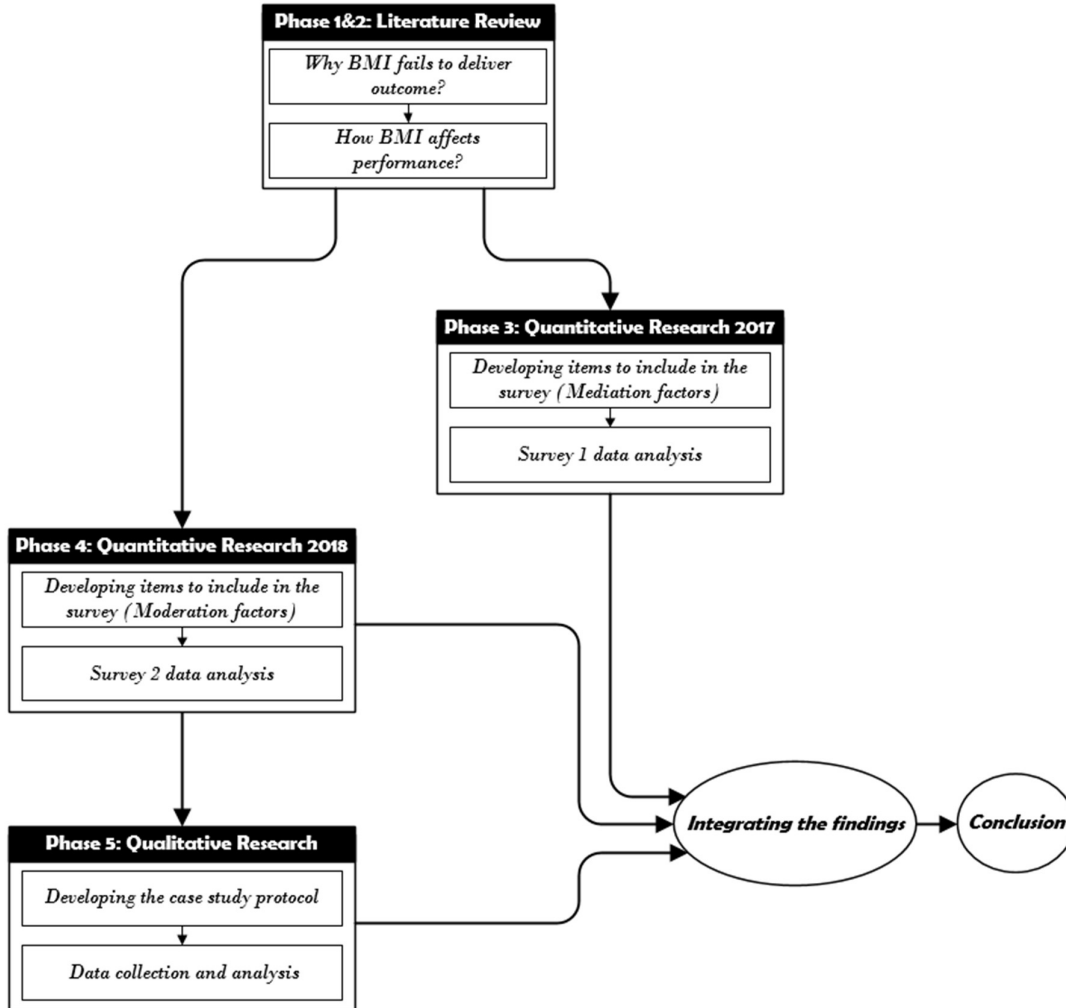 Phase 1&2: Literature Review
Why BMI fails to deliver
outcome?
How BMI affects
performance?
Phase 3: Quantitative Research 2017
Developing items to include in the
survey (Mediation factors)
Survey 1 data analysis
Phase 4: Quantitative Research 2018
Developing items to include in the
survey (Moderation factors)
Survey 2 data analysis
Phase 5: Qualitative Research
Developing the case study protocol
Data collection and analysis
Integrating the findings
Conclusion